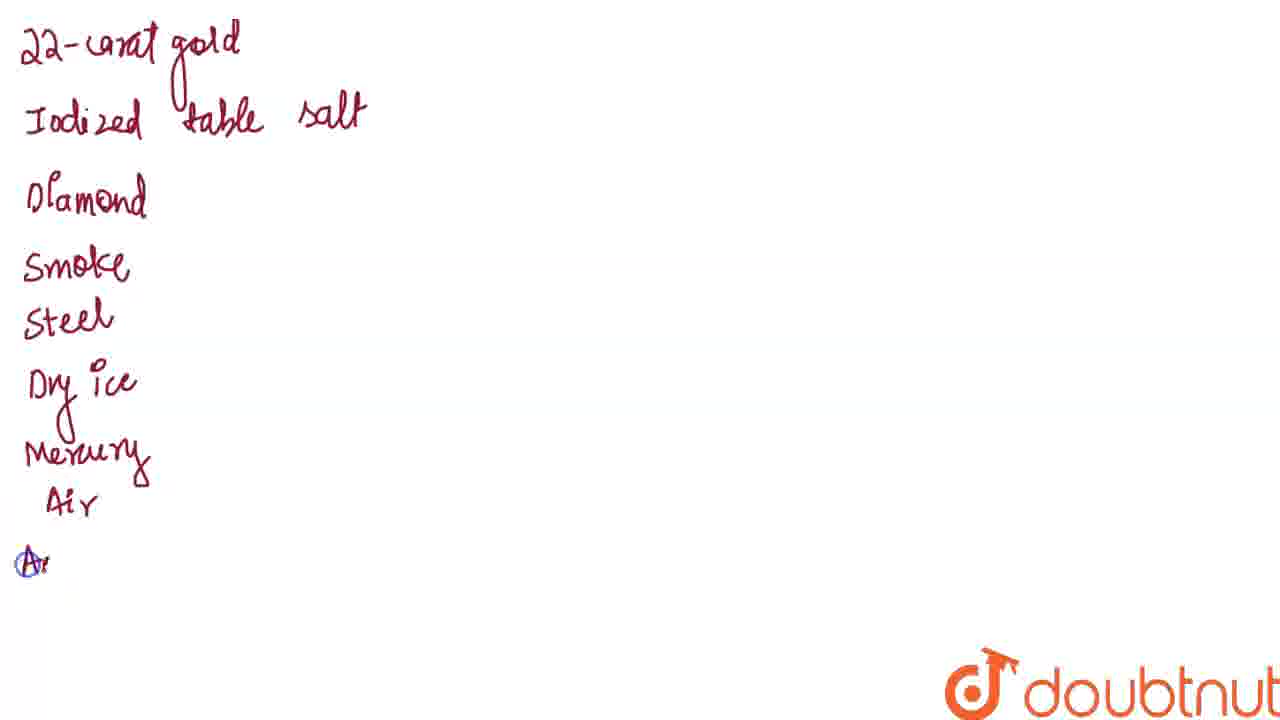 22-carat gold
Iodized table salt
Diamond
Smoke
Steel
Dry ice
Mercury
Air
doubtnut